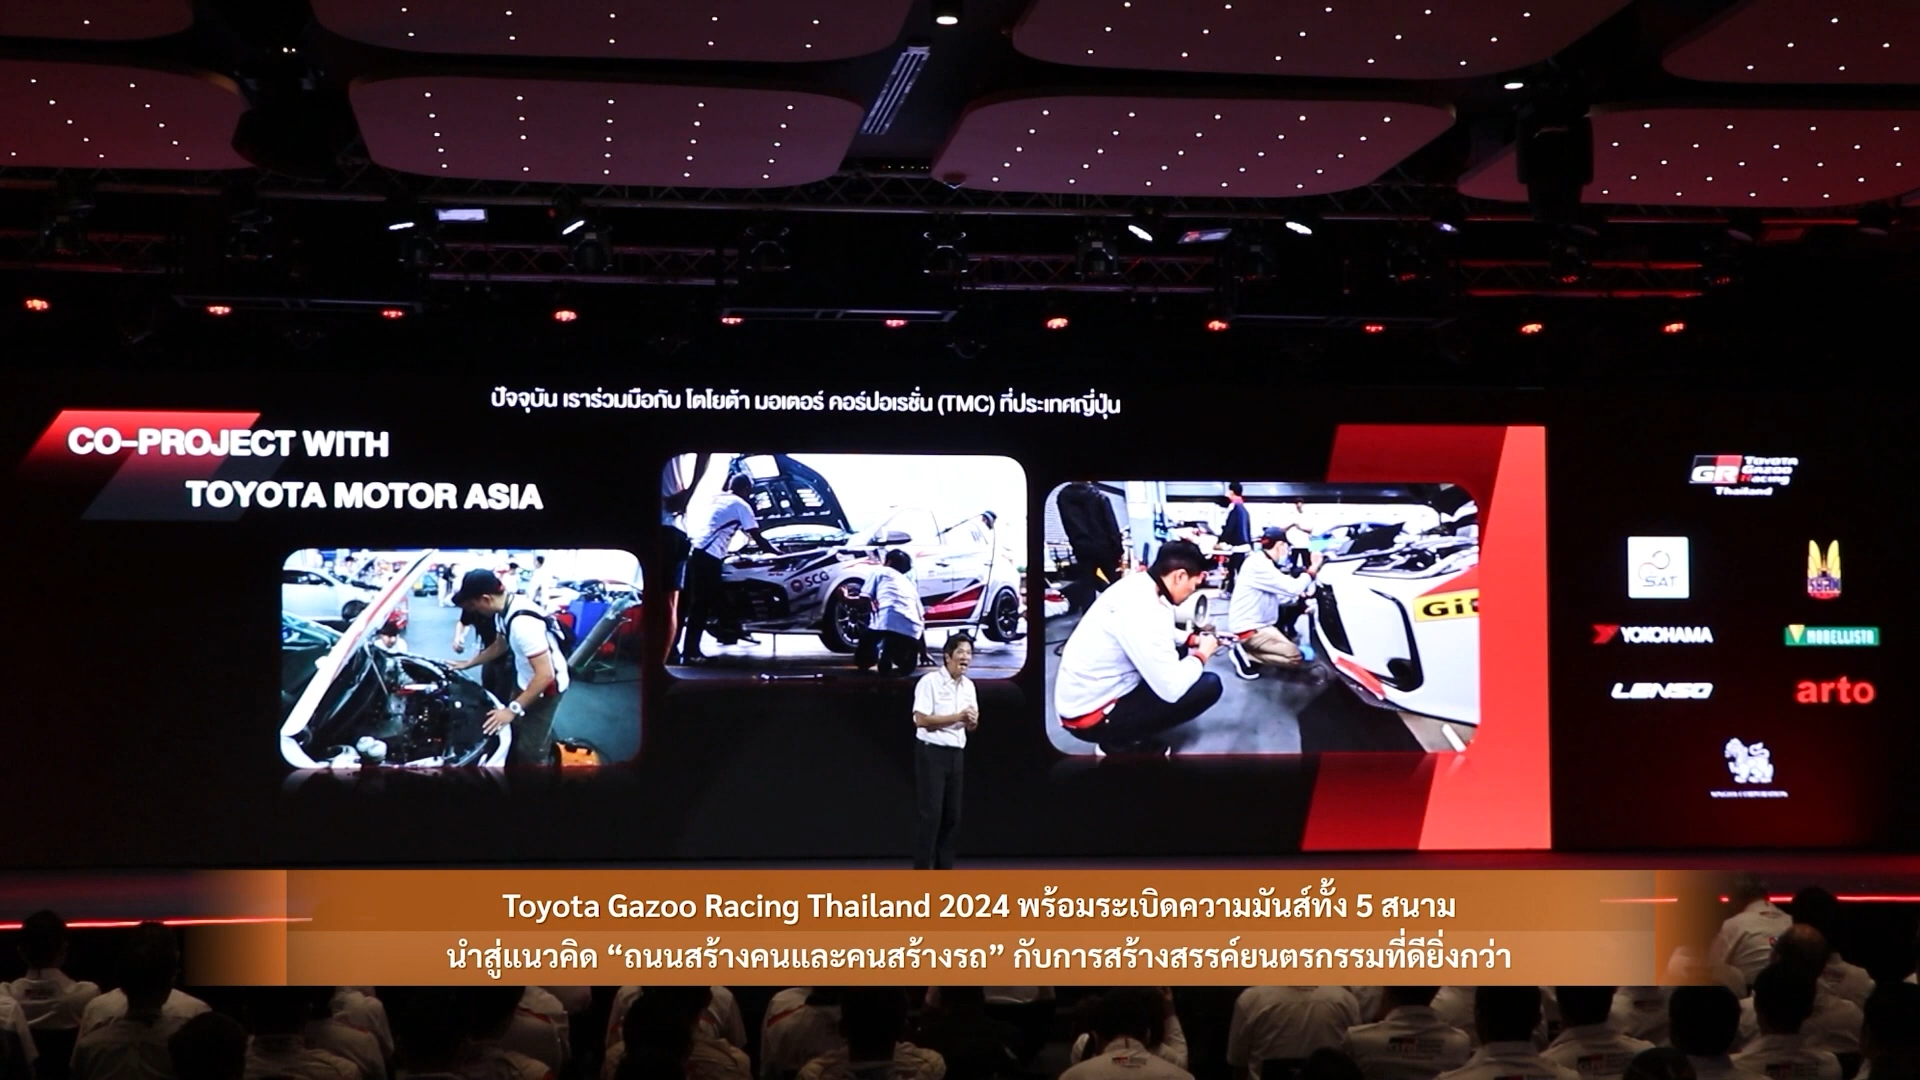 ปัจจุบัน เราร่วมมือกับ โตโยต้า มอเตอร์ คอร์ปอเรชั่น (TMC) ที่ประเทศญี่ปุ่น
CO-PROJECT WITH
TOYOTA MOTOR ASIA
SCG
Git
GR TOYOTA GAZOO Racing Thailand
SAT
YOKOHAMA
MODELLISTA
LENSO
arto
Toyota Gazoo Racing Thailand 2024 พร้อมระเบิดความมันส์ทั้ง 5 สนาม
นำสู่แนวคิด “ถนนสร้างคนและคนสร้างรถ” กับการสร้างสรรค์ยนตรกรรมที่ดียิ่งกว่า